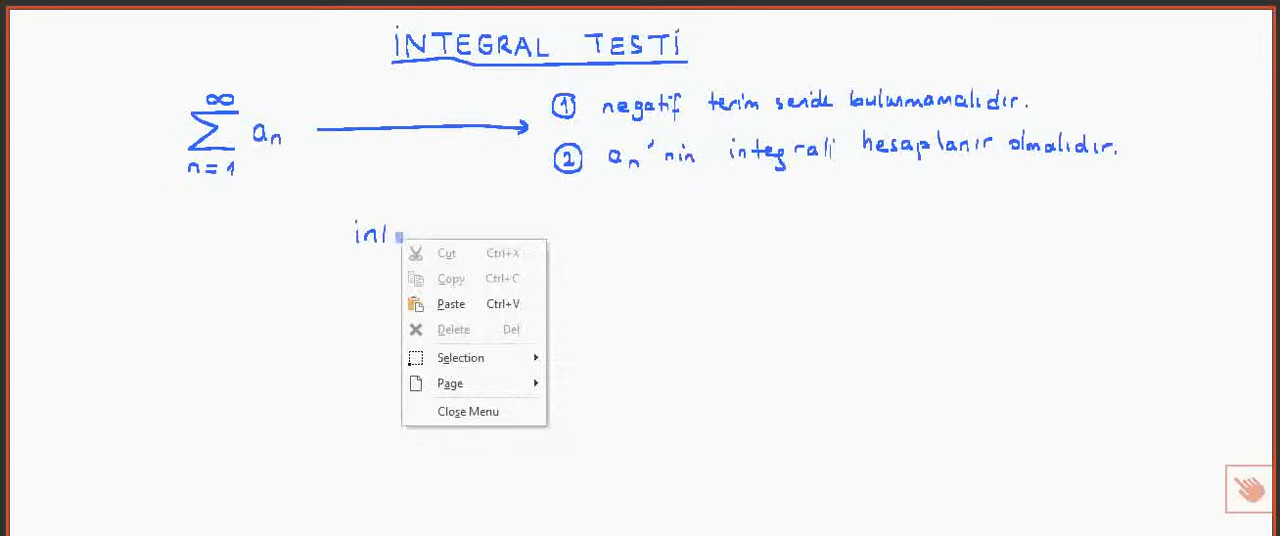 İNTEGRAL TESTİ
∞
∑ an
n=1
① negatif terim seride bulunmamalıdır.
② an'nin integrali hesaplanır olmalıdır.
Cut Ctrl+X
Copy Ctrl+C
Paste Ctrl+V
Delete Del
Selection
Page
Close Menu